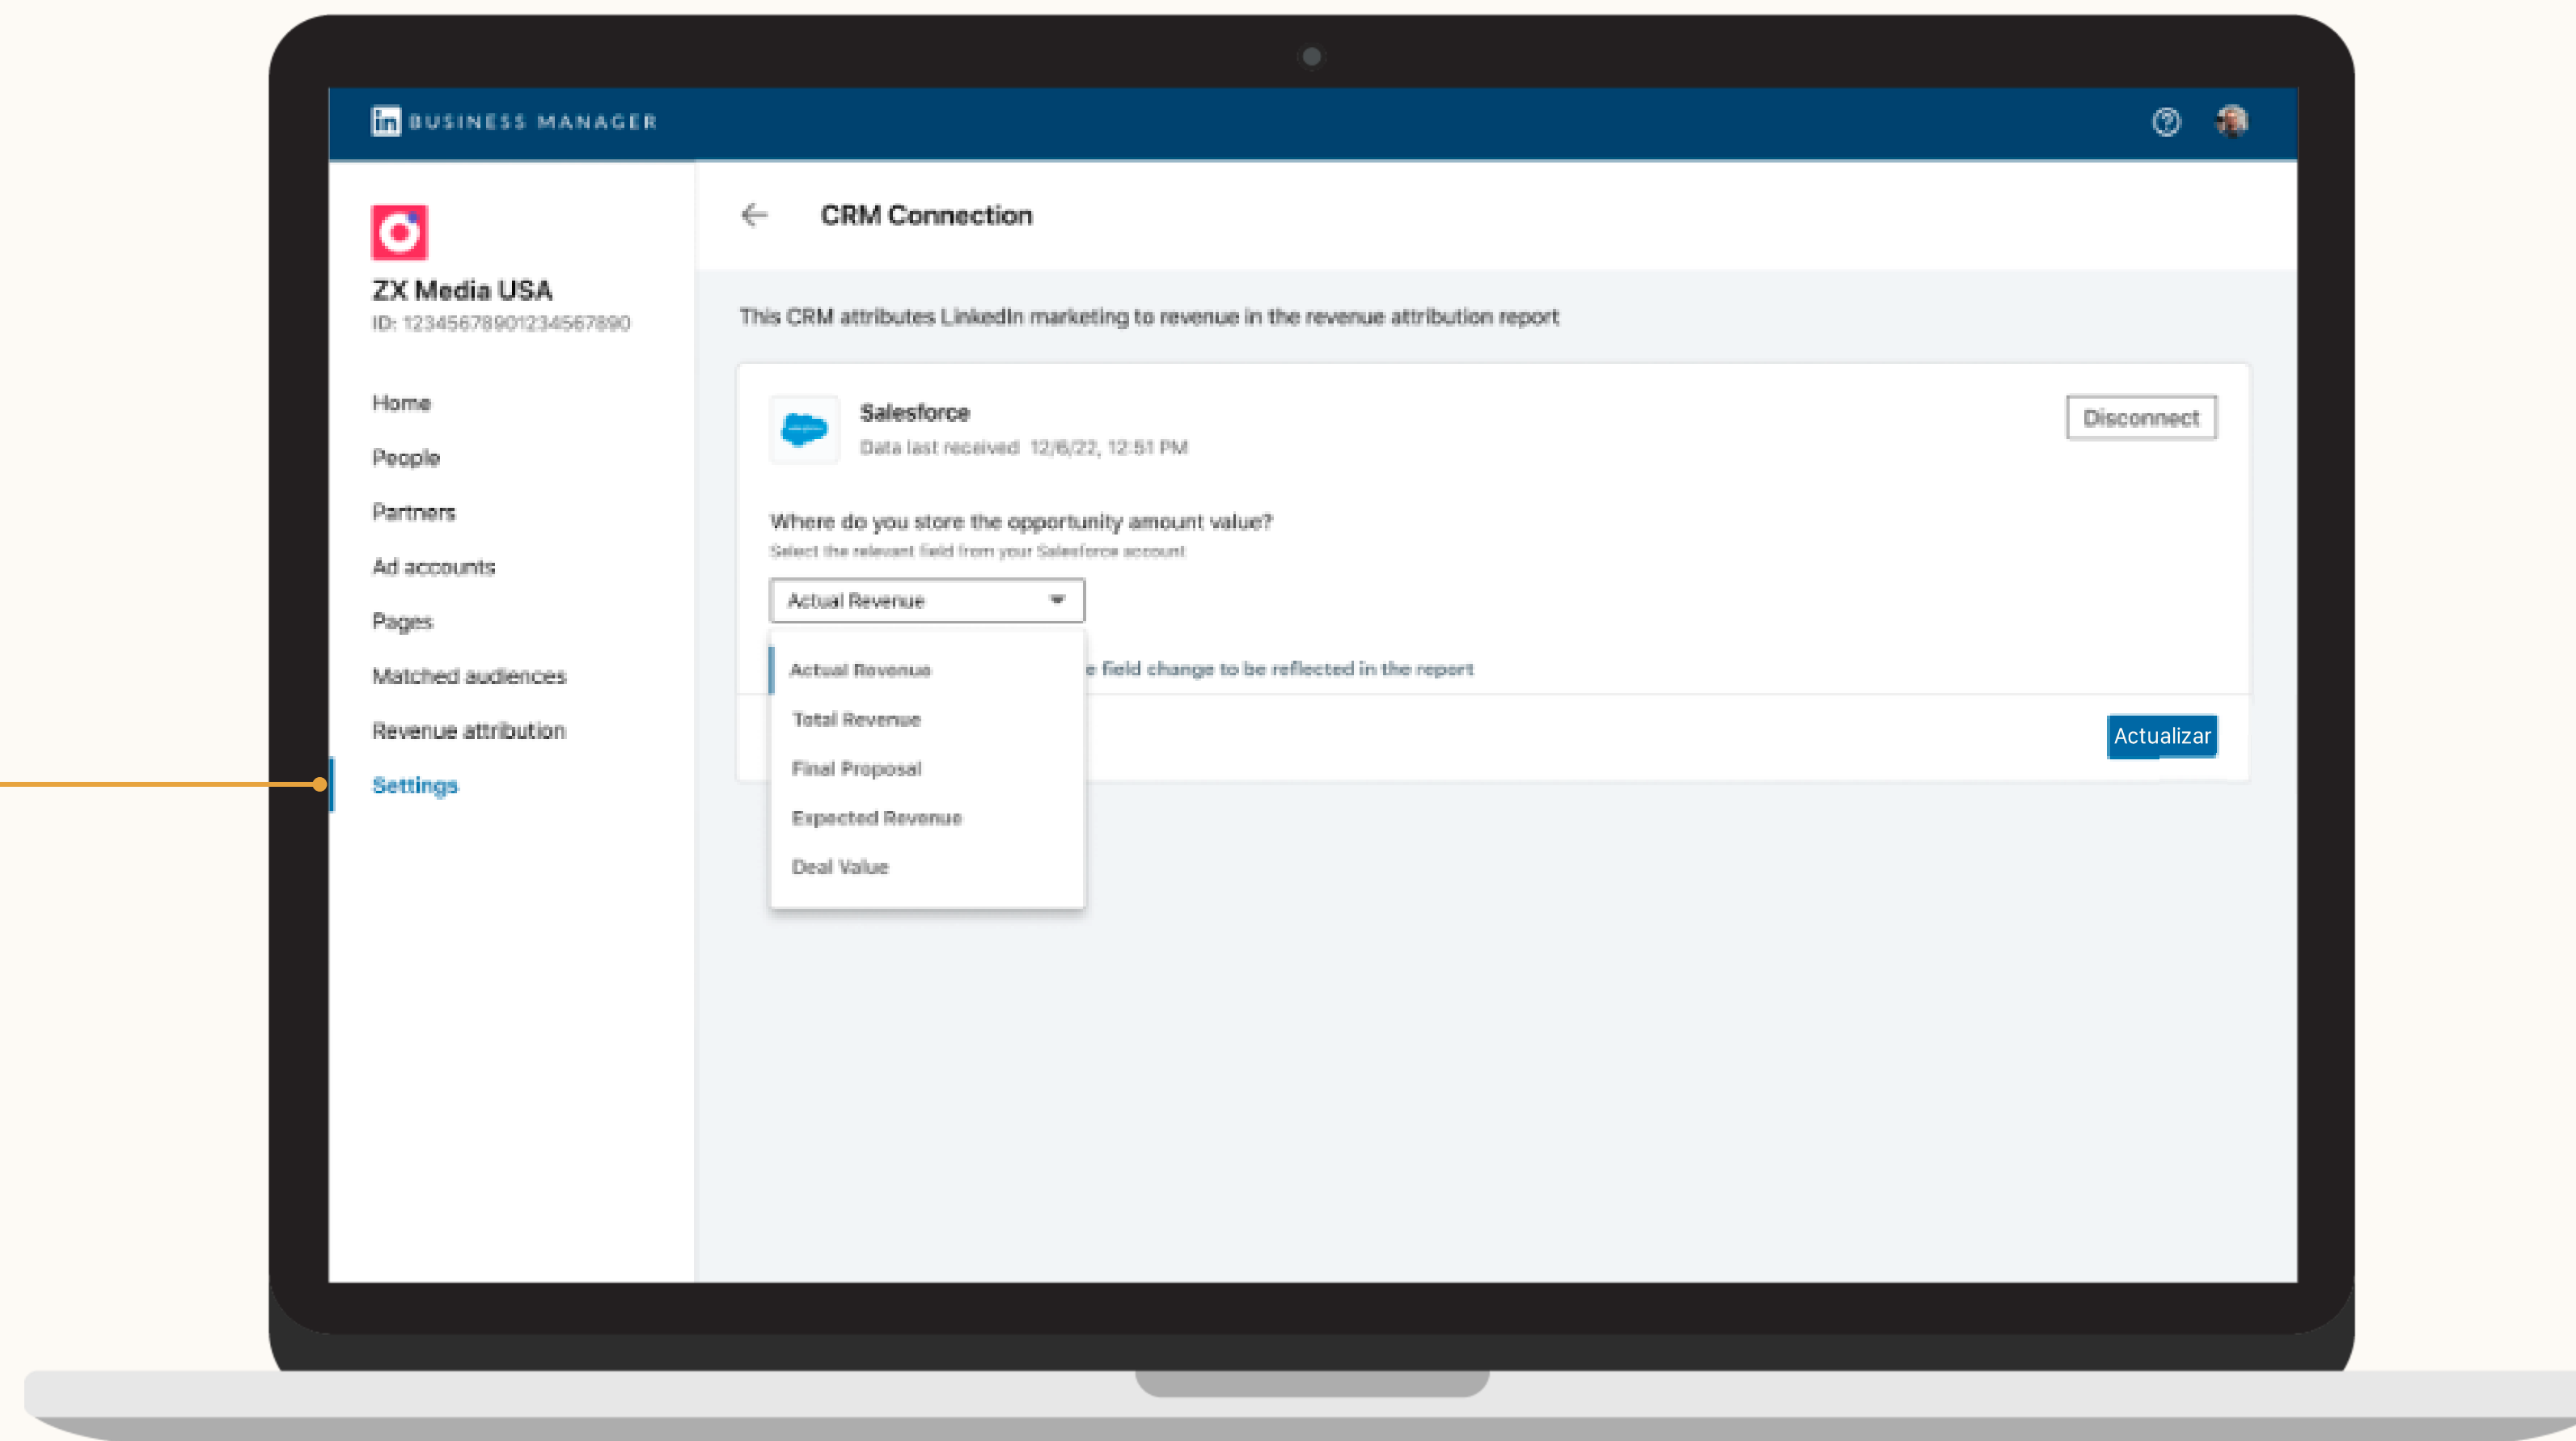 in BUSINESS MANAGER
ZX Media USA
ID: 12345678901234567890
Home
People
Partners
Ad accounts
Pages
Matched audiences
Revenue attribution
Settings
CRM Connection
This CRM attributes LinkedIn marketing to revenue in the revenue attribution report
Salesforce
Data last received 12/6/22, 12:51 PM
Disconnect
Where do you store the opportunity amount value?
Select the relevant field from your Salesforce account
Actual Revenue
Actual Revenue
e field change to be reflected in the report
Total Revenue
Final Proposal
Expected Revenue
Deal Value
Actualizar